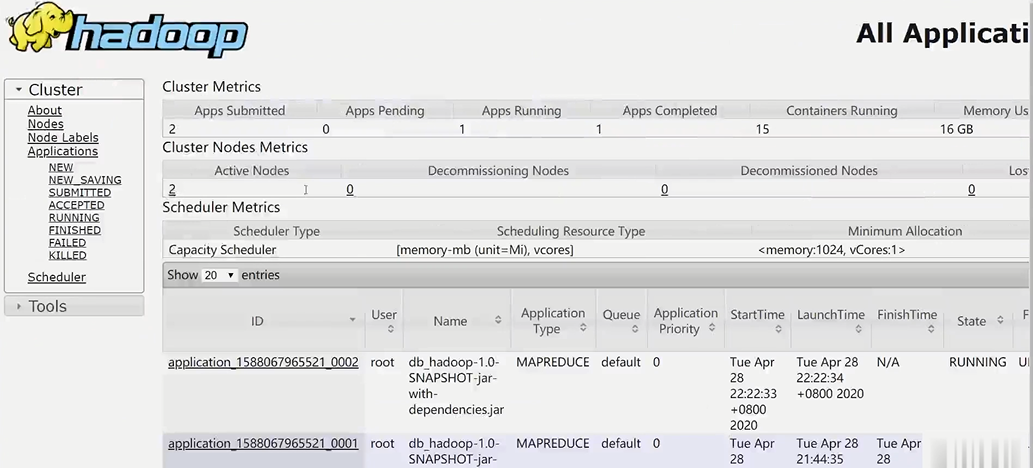 hadoop
All Applicati
Cluster
About
Nodes
Node Labels
Applications
NEW
NEW_SAVING
SUBMITTED
ACCEPTED
RUNNING
FINISHED
FAILED
KILLED
Scheduler
Tools
Cluster Metrics
Apps Submitted Apps Pending Apps Running Apps Completed Containers Running Memory Us
2 0 1 1 15 16 GB
Cluster Nodes Metrics
Active Nodes Decommissioning Nodes Decommissioned Nodes Los
2 0 0 0
Scheduler Metrics
Scheduler Type Scheduling Resource Type Minimum Allocation
Capacity Scheduler [memory-mb (unit=Mi), vcores] <memory:1024, vCores:1>
Show 20 entries
ID User Name Application Type Queue Application Priority StartTime LaunchTime FinishTime State F
application_1588067965521_0002 root db_hadoop-1.0- MAPREDUCE default 0 Tue Apr Tue Apr 28 N/A RUNNING U
SNAPSHOT-jar- 28 22:22:34
with- 22:22:33 +0800 2020
dependencies.jar +0800
2020
application_1588067965521_0001 root db_hadoop-1.0- MAPREDUCE default 0 Tue Apr Tue Apr 28 Tue Apr
SNAPSHOT-jar- 28 21:44:35 28